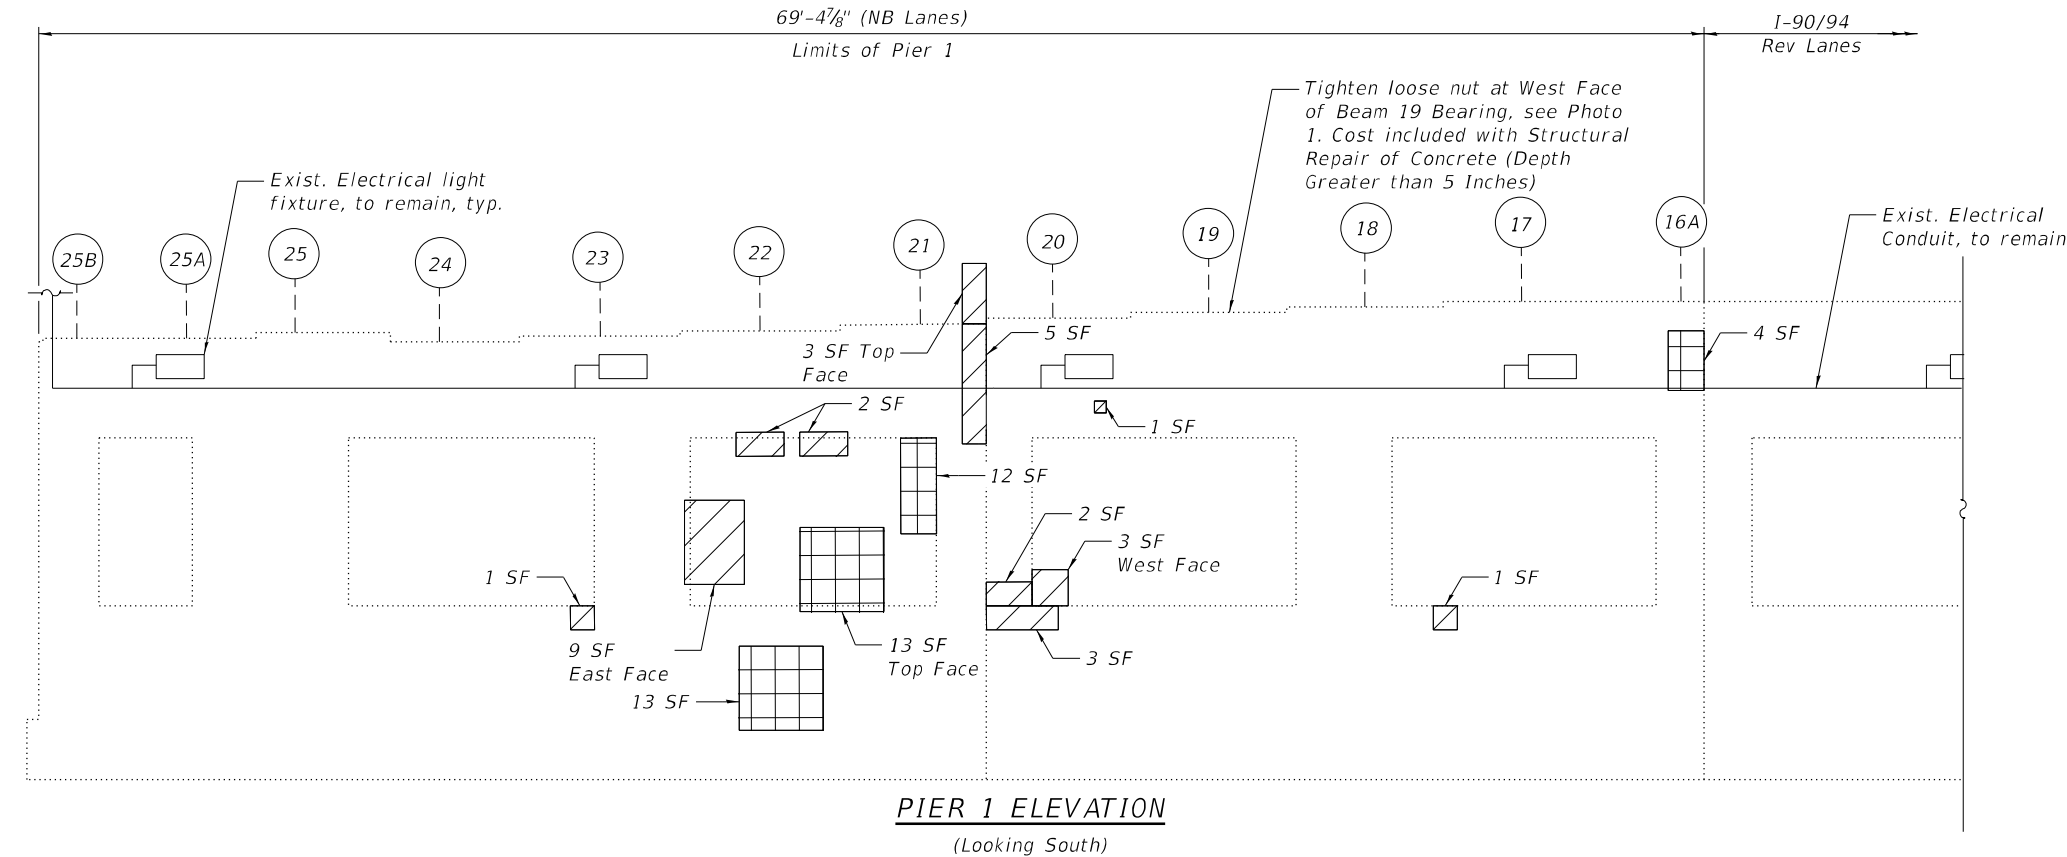 69'-4⅞" (NB Lanes)
Limits of Pier 1
I-90/94
Rev Lanes
Tighten loose nut at West Face
of Beam 19 Bearing, see Photo
1. Cost included with Structural
Repair of Concrete (Depth
Greater than 5 Inches)
Exist. Electrical light
fixture, to remain, typ.
Exist. Electrical
Conduit, to remain
25B
25A
25
24
23
22
21
20
19
18
17
16A
3 SF Top
Face
5 SF
4 SF
2 SF
1 SF
12 SF
2 SF
3 SF
West Face
1 SF
1 SF
9 SF
East Face
13 SF
Top Face
3 SF
13 SF
PIER 1 ELEVATION
(Looking South)